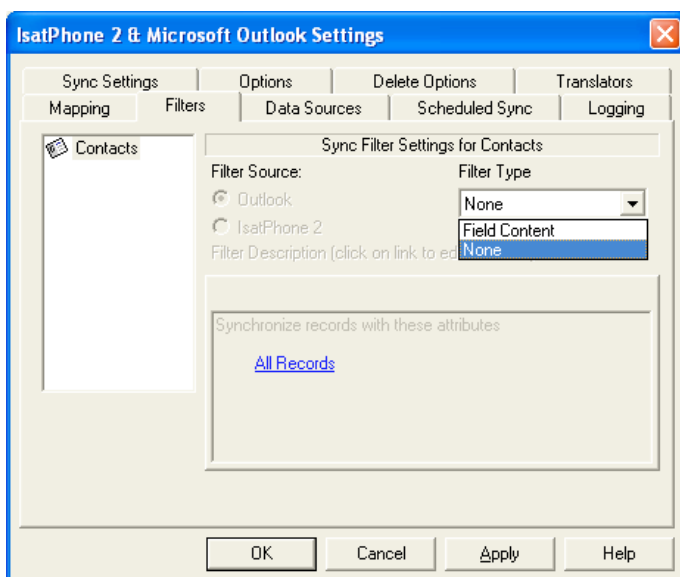 IsatPhone 2 & Microsoft Outlook Settings
Sync Settings Options Delete Options Translators
Mapping Filters Data Sources Scheduled Sync Logging
Contacts
Sync Filter Settings for Contacts
Filter Source: Filter Type
Outlook
None
IsatPhone 2
Field Content
None
Filter Description (click on link to ed
Synchronize records with these attributes
All Records
OK Cancel Apply Help